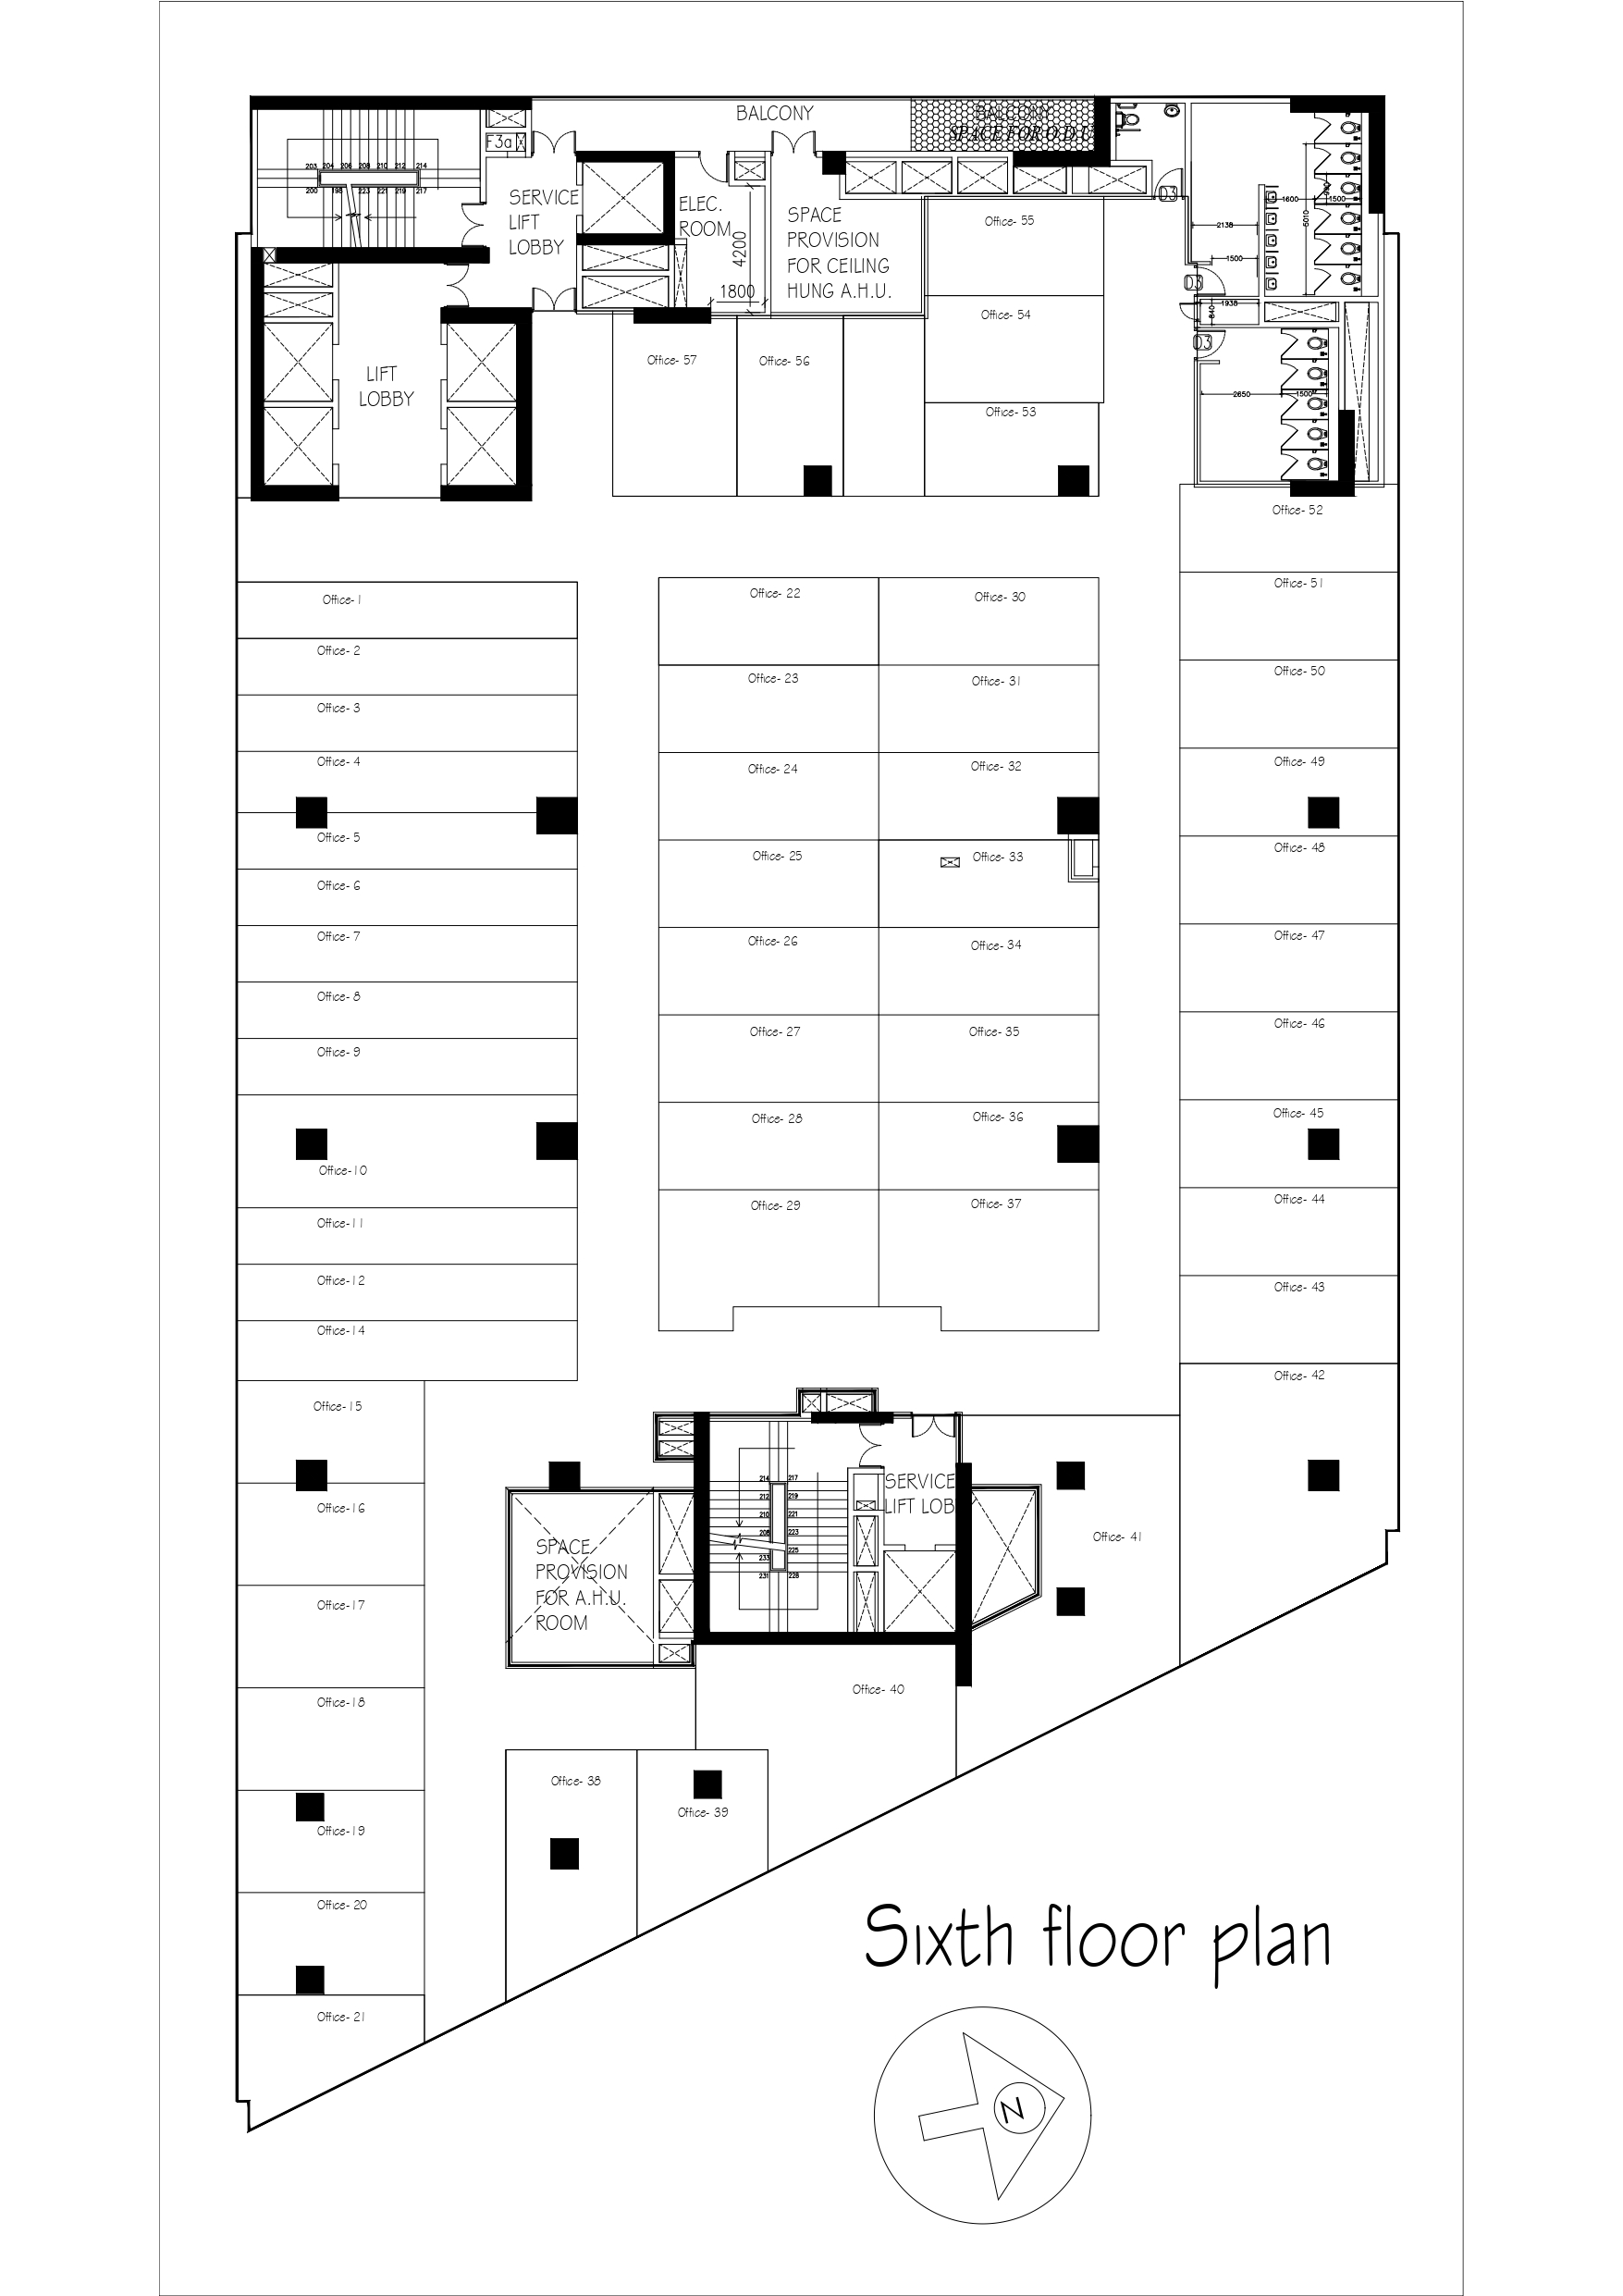 BALCONY
BALCONY
SPACE FOR O.D.U
F3a
203 204 206 208 210 212 214
200 198 223 221 219 217
SERVICE
LIFT
LOBBY
ELEC.
ROOM
4200
1800
SPACE
PROVISION
FOR CEILING
HUNG A.H.U.
D3
2138
1600
1500
900
5010
1500
D3
1938
840
D3
2650
1500
LIFT
LOBBY
Office- 55
Office- 54
Office- 53
Office- 57
Office- 56
Office- 52
Office- 51
Office- 50
Office- 49
Office- 48
Office- 47
Office- 46
Office- 45
Office- 44
Office- 43
Office- 42
Office- 1
Office- 2
Office- 3
Office- 4
Office- 5
Office- 6
Office- 7
Office- 8
Office- 9
Office-10
Office-11
Office-12
Office-14
Office-15
Office-16
Office-17
Office-18
Office-19
Office- 20
Office- 21
Office- 22
Office- 23
Office- 24
Office- 25
Office- 26
Office- 27
Office- 28
Office- 29
Office- 30
Office- 31
Office- 32
Office- 33
Office- 34
Office- 35
Office- 36
Office- 37
SERVICE
LIFT LOB
214 217
212 219
210 221
208 223
225
233
231 228
SPACE
PROVISION
FOR A.H.U.
ROOM
Office- 41
Office- 40
Office- 38
Office- 39
Sixth floor plan
N